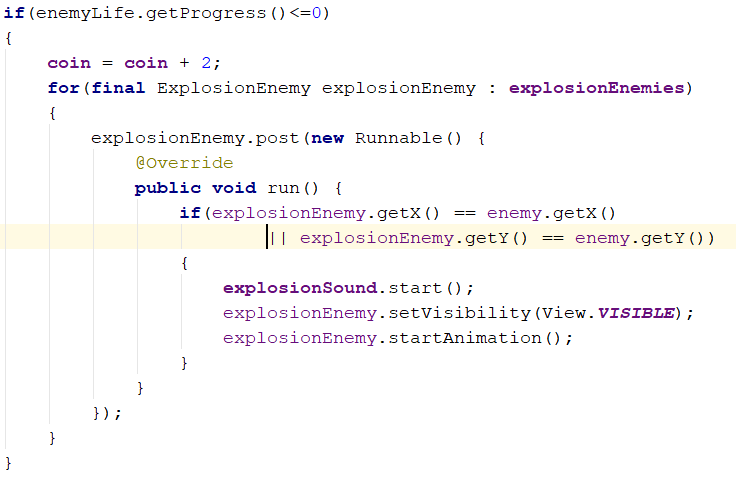 if(enemyLife.getProgress()<=0)
{
    coin = coin + 2;
    for(final ExplosionEnemy explosionEnemy : explosionEnemies)
    {
        explosionEnemy.post(new Runnable() {
            @Override
            public void run() {
                if(explosionEnemy.getX() == enemy.getX()
                        || explosionEnemy.getY() == enemy.getY())
                {
                    explosionSound.start();
                    explosionEnemy.setVisibility(View.VISIBLE);
                    explosionEnemy.startAnimation();
                }
            }
        });
    }
}